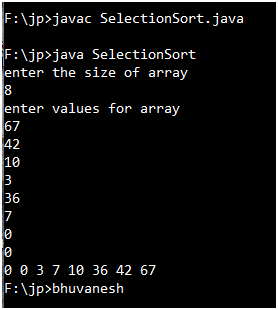 F:\jp>javac SelectionSort.java
F:\jp>java SelectionSort
enter the size of array
8
enter values for array
67
42
10
3
36
7
0
0
0 0 3 7 10 36 42 67
F:\jp>bhuvanesh